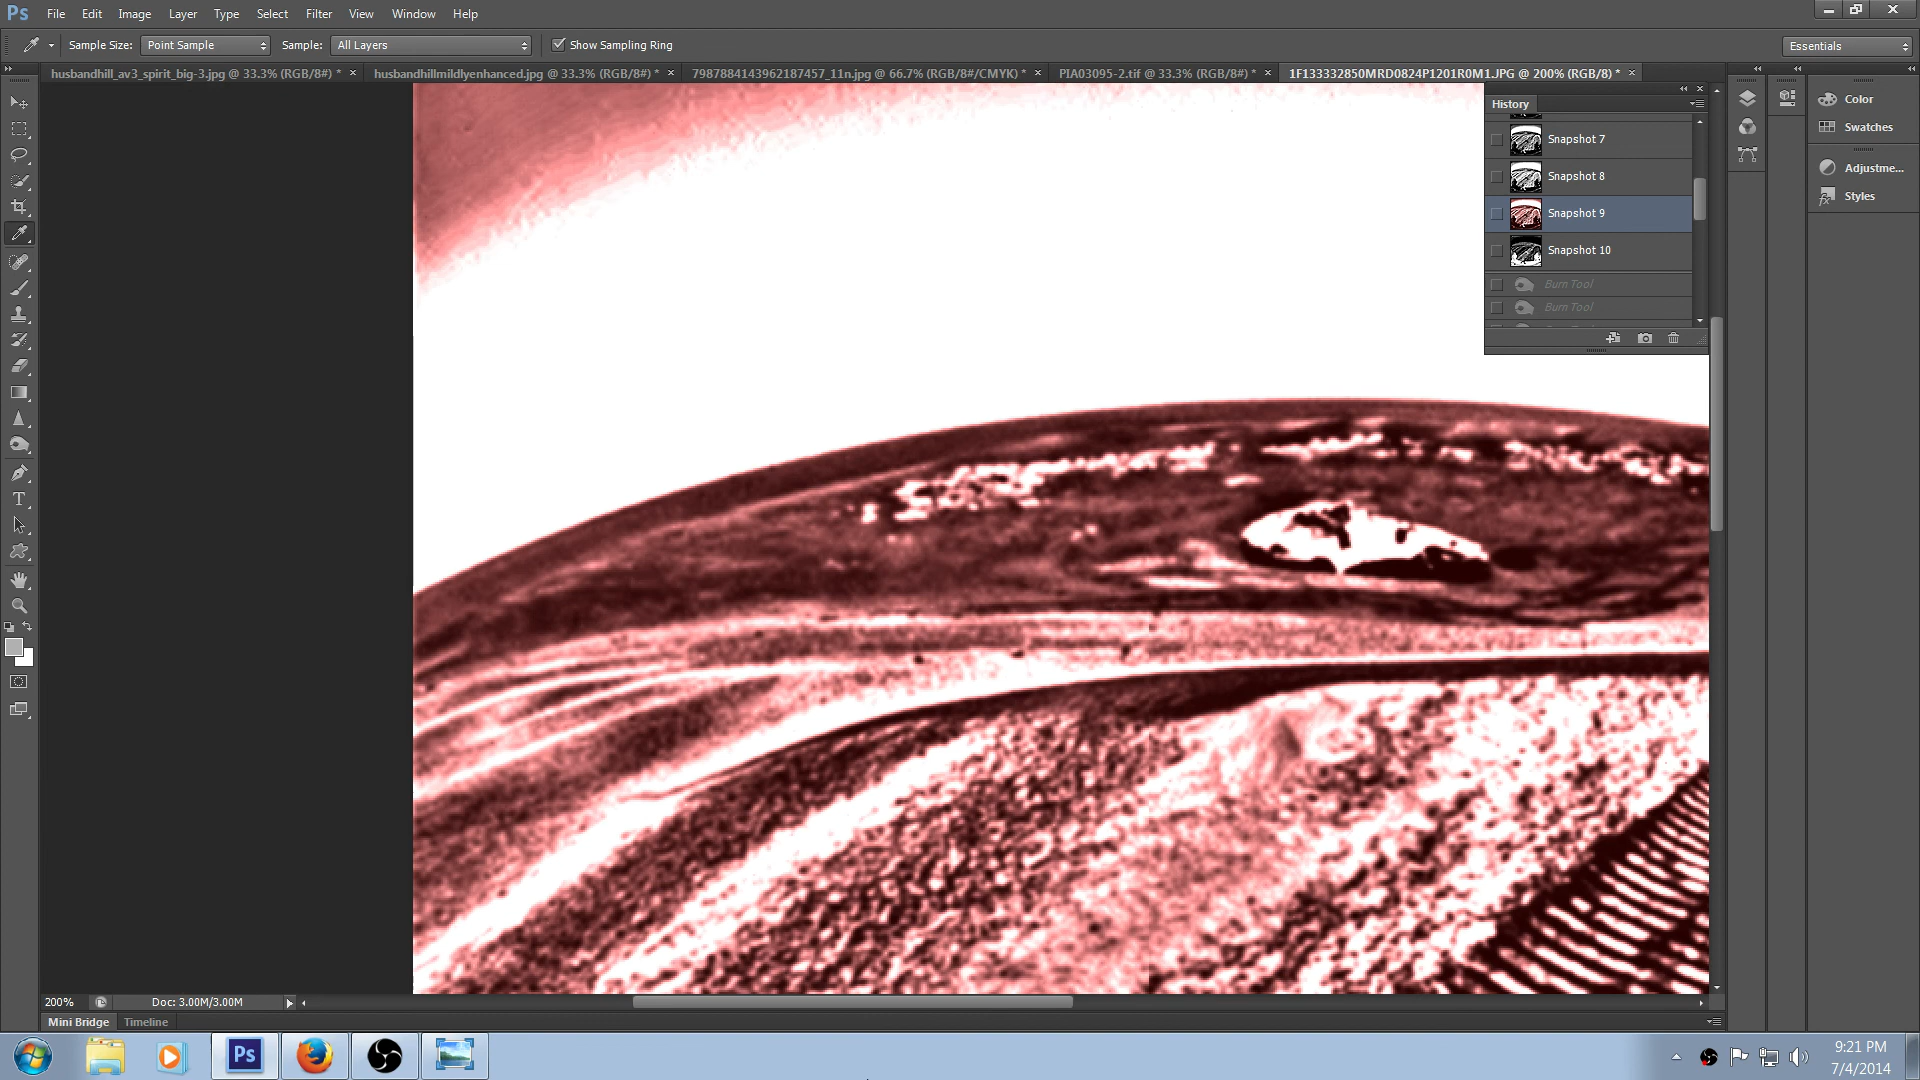 Ps File Edit Image Layer Type Select Filter View Window Help
Sample Size: Point Sample Sample: All Layers Show Sampling Ring Essentials
husbandhill_av3_spirit_big-3.jpg @ 33.3% (RGB/8#) * × husbandhillmildlyenhanced.jpg @ 33.3% (RGB/8#) * × 7987884143962187457_11n.jpg @ 66.7% (RGB/8#/CMYK) * × PIA03095-2.tif @ 33.3% (RGB/8#) * × 1F133332850MRD0824P1201R0M1.JPG @ 200% (RGB/8) * ×
History
Snapshot 7
Snapshot 8
Snapshot 9
Snapshot 10
Burn Tool
Burn Tool
Color
Swatches
Adjustme...
Styles
200% Doc: 3.00M/3.00M
Mini Bridge Timeline
Ps
9:21 PM
7/4/2014